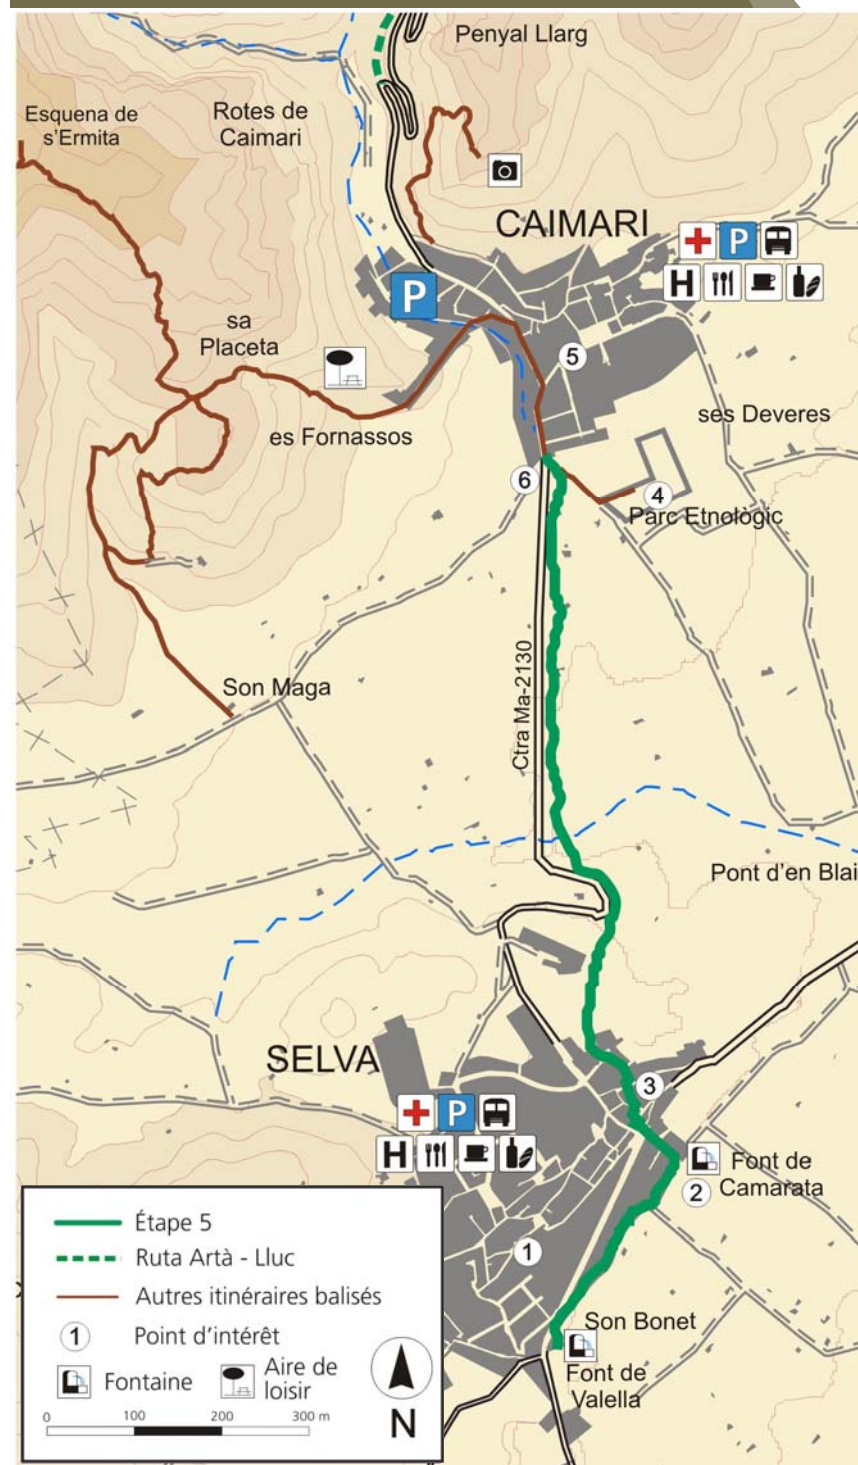 Penyal Llarg
Esquena de
s'Ermita
Rotes de
Caimari
CAIMARI
P
H
P
sa
Placeta
5
ses Deveres
es Fornassos
6
4
Parc Etnològic
Ctra Ma-2130
Son Maga
Pont d'en Blai
SELVA
3
P
H
Font de
Camarata
2
1
Son Bonet
Font de
Valella
Étape 5
Ruta Artà - Lluc
Autres itinéraires balisés
1 Point d'intérêt
Fontaine
Aire de
loisir
N
0 100 200 300 m